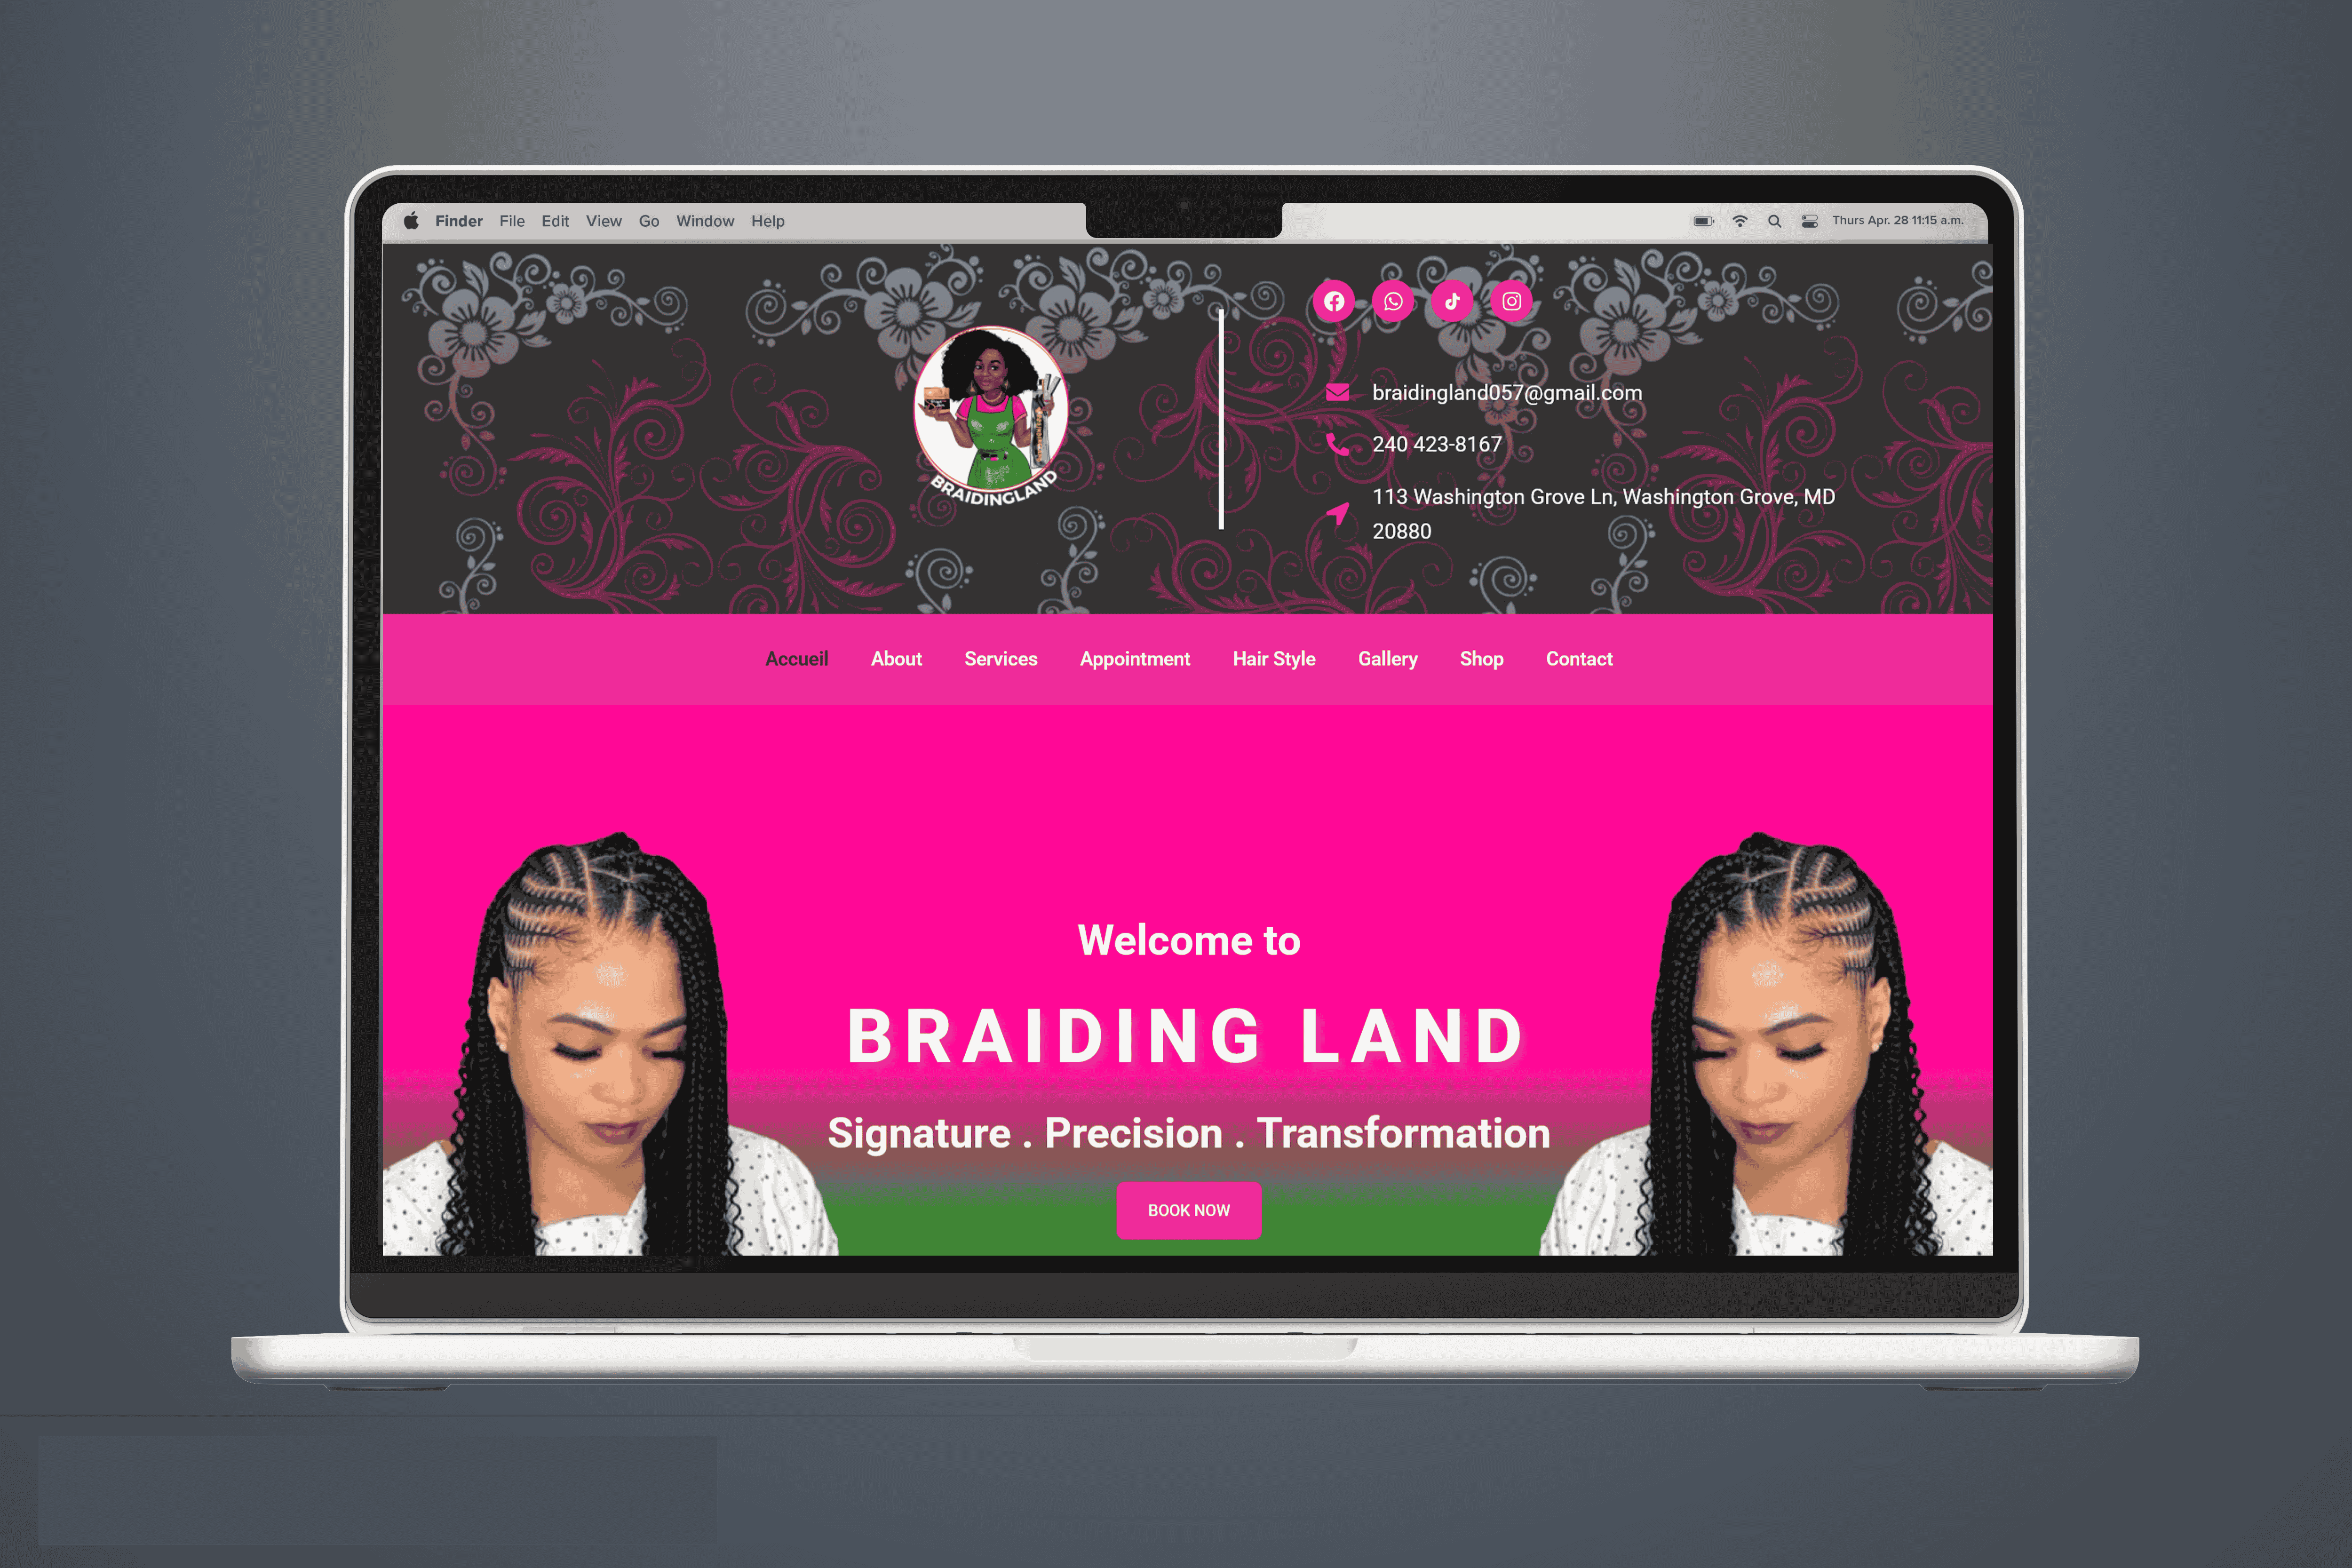 Finder File Edit View Go Window Help
Thurs Apr. 28 11:15 a.m.
BRAIDINGLAND
braidingland057@gmail.com
240 423-8167
113 Washington Grove Ln, Washington Grove, MD
20880
Accueil About Services Appointment Hair Style Gallery Shop Contact
Welcome to
BRAIDING LAND
Signature . Precision . Transformation
BOOK NOW